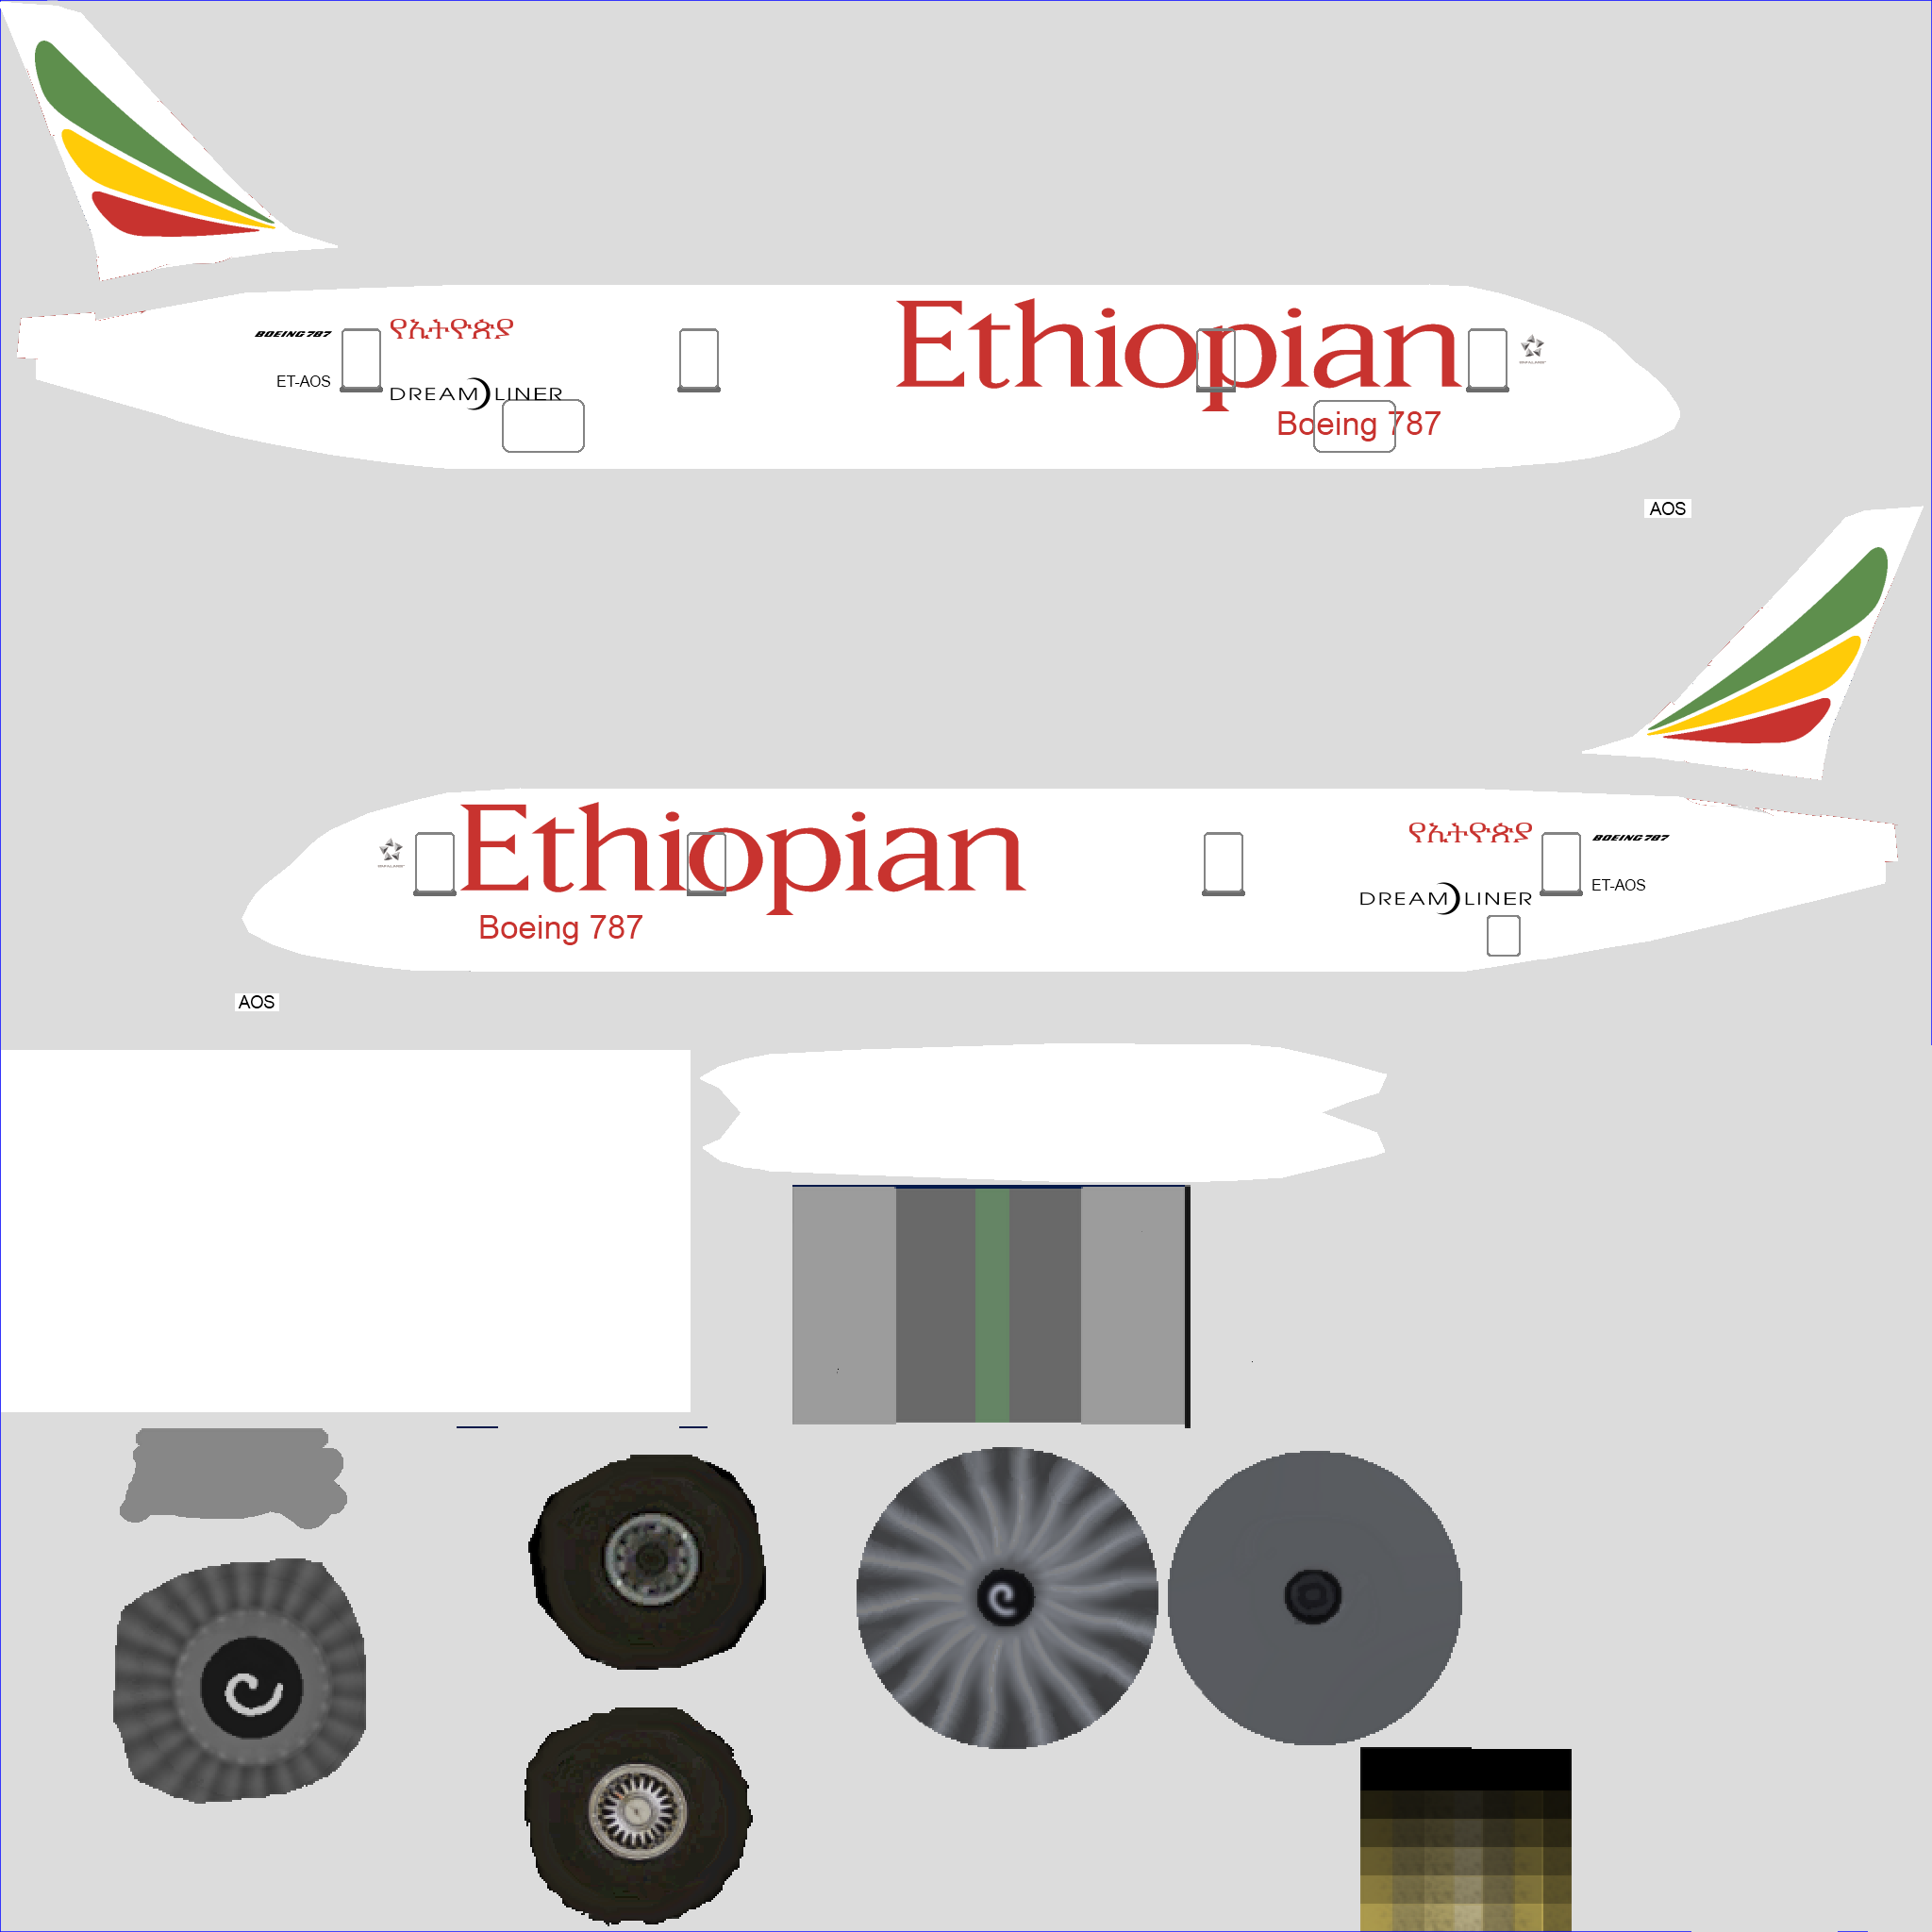 Ethiopian
BOEING 787
የኢትዮጵያ
ET-AOS
DREAMLINER
Boeing 787
AOS
Ethiopian
የኢትዮጵያ
BOEING 787
ET-AOS
DREAMLINER
Boeing 787
AOS